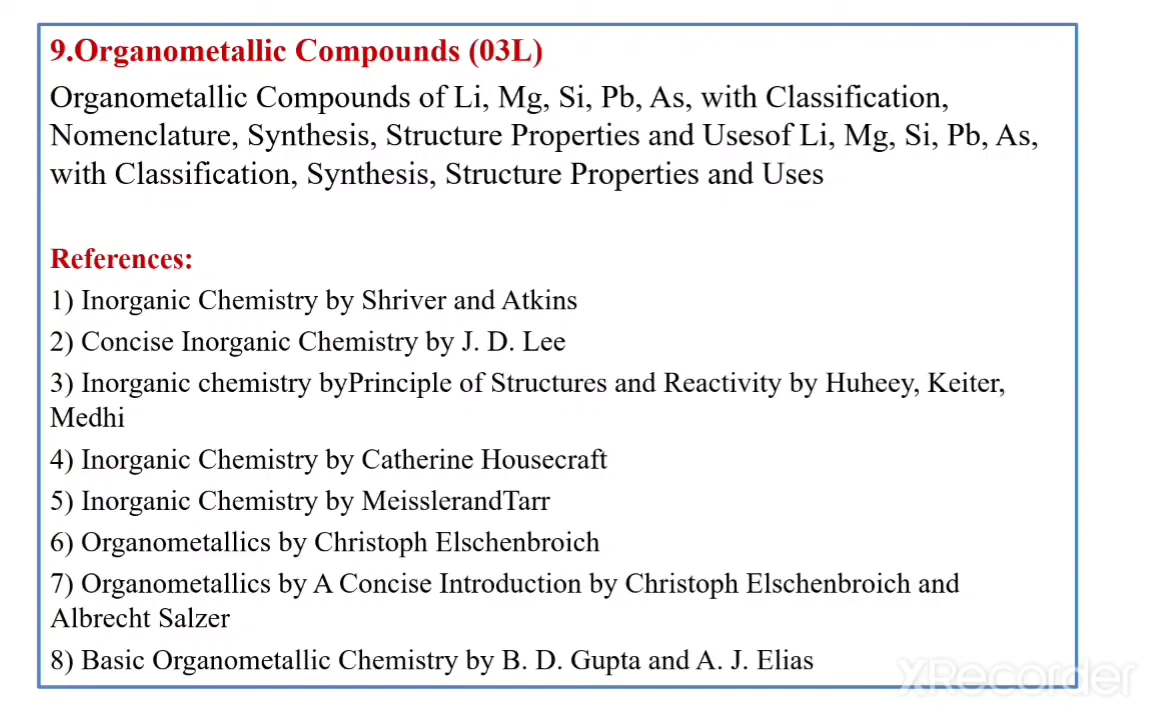 9.Organometallic Compounds (03L)
Organometallic Compounds of Li, Mg, Si, Pb, As, with Classification,
Nomenclature, Synthesis, Structure Properties and Usesof Li, Mg, Si, Pb, As,
with Classification, Synthesis, Structure Properties and Uses
References:
1) Inorganic Chemistry by Shriver and Atkins
2) Concise Inorganic Chemistry by J. D. Lee
3) Inorganic chemistry byPrinciple of Structures and Reactivity by Huheey, Keiter,
Medhi
4) Inorganic Chemistry by Catherine Housecraft
5) Inorganic Chemistry by MeisslerandTarr
6) Organometallics by Christoph Elschenbroich
7) Organometallics by A Concise Introduction by Christoph Elschenbroich and
Albrecht Salzer
8) Basic Organometallic Chemistry by B. D. Gupta and A. J. Elias
XRecorder